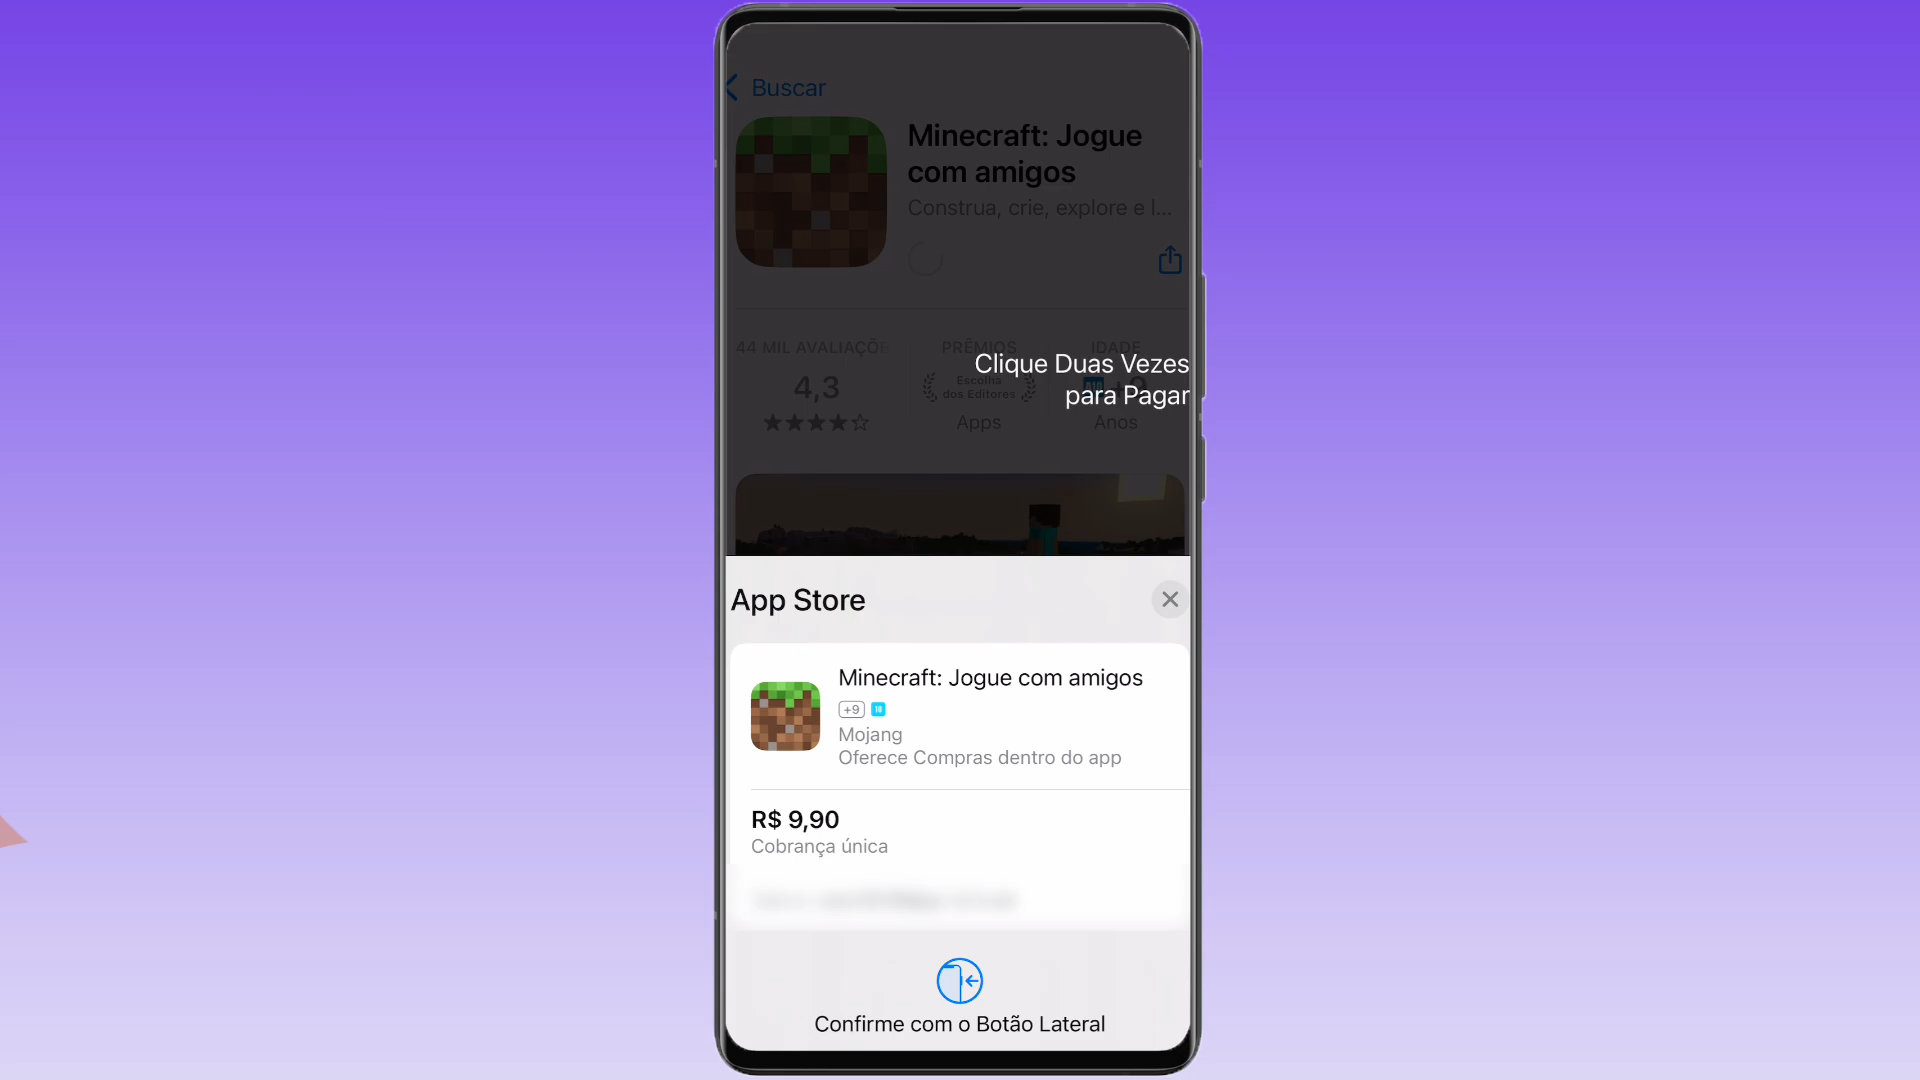 Buscar
Minecraft: Jogue
com amigos
Construa, crie, explore e l...
44 MIL AVALIAÇÕE
4,3
PRÊMIOS
Escolha
dos Editores
Apps
IDADE
+9
Anos
Clique Duas Vezes
para Pagar
App Store
Minecraft: Jogue com amigos
+9 18
Mojang
Oferece Compras dentro do app
R$ 9,90
Cobrança única
Confirme com o Botão Lateral